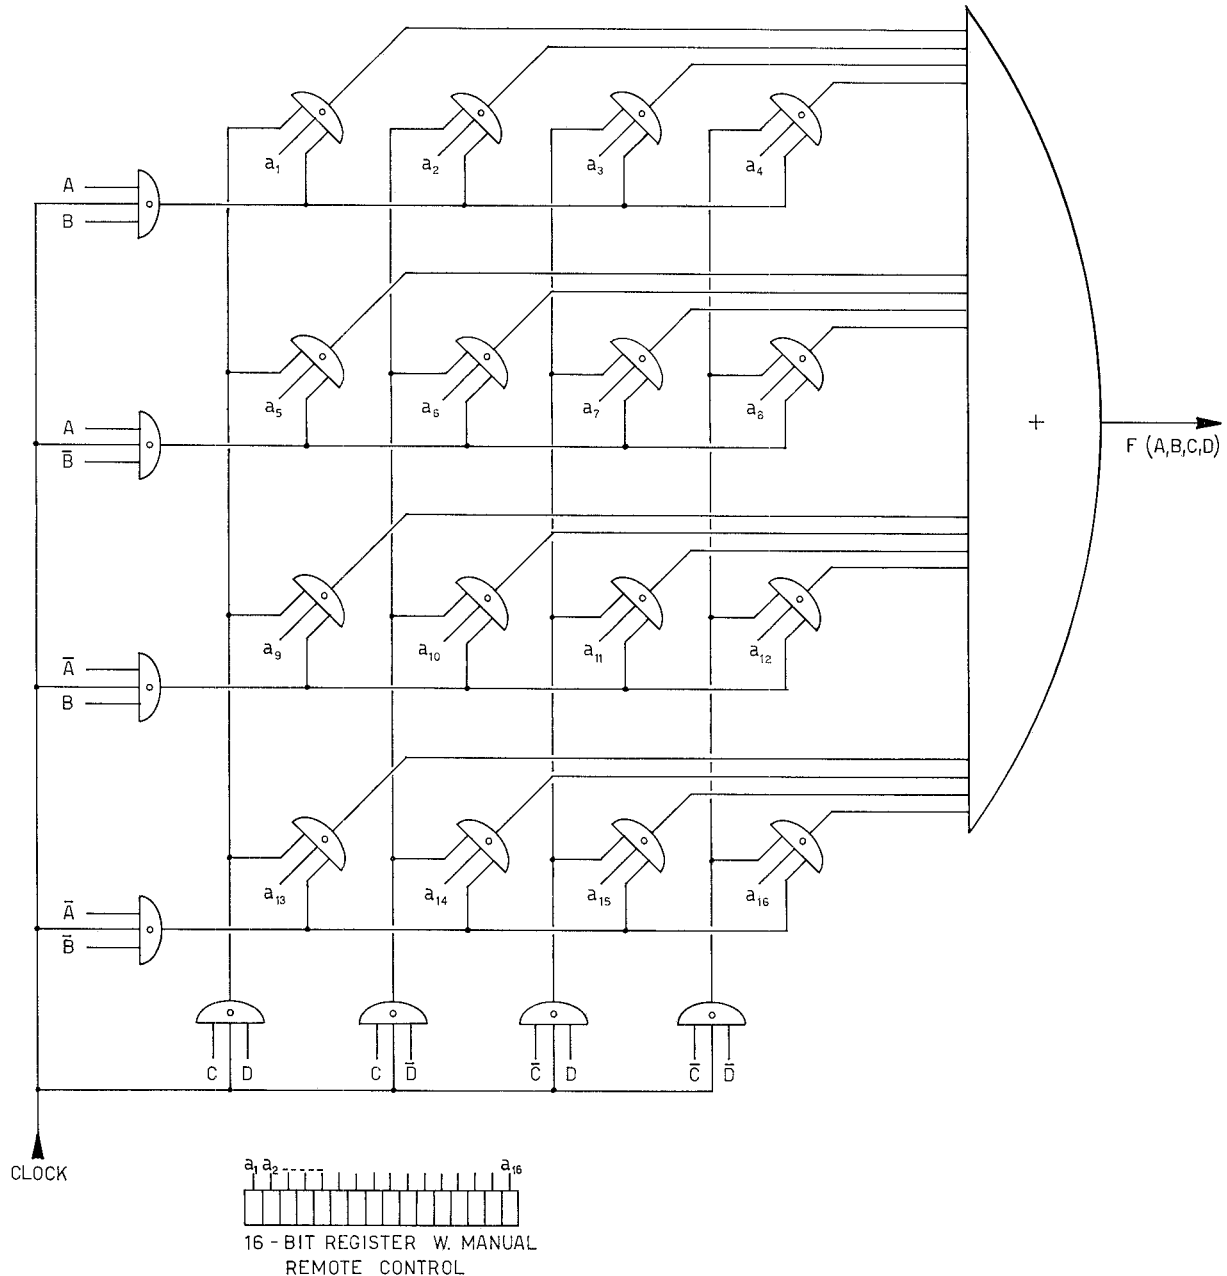 a₁ a₂ a₃ a₄
A
B
a₅ a₆ a₇ a₈
A
B̅
+
F (A,B,C,D)
a₉ a₁₀ a₁₁ a₁₂
A̅
B
a₁₃ a₁₄ a₁₅ a₁₆
A̅
B̅
C D C D̅ C̅ D C̅ D̅
CLOCK
a₁ a₂ ----- a₁₆
16 - BIT REGISTER W. MANUAL
REMOTE CONTROL